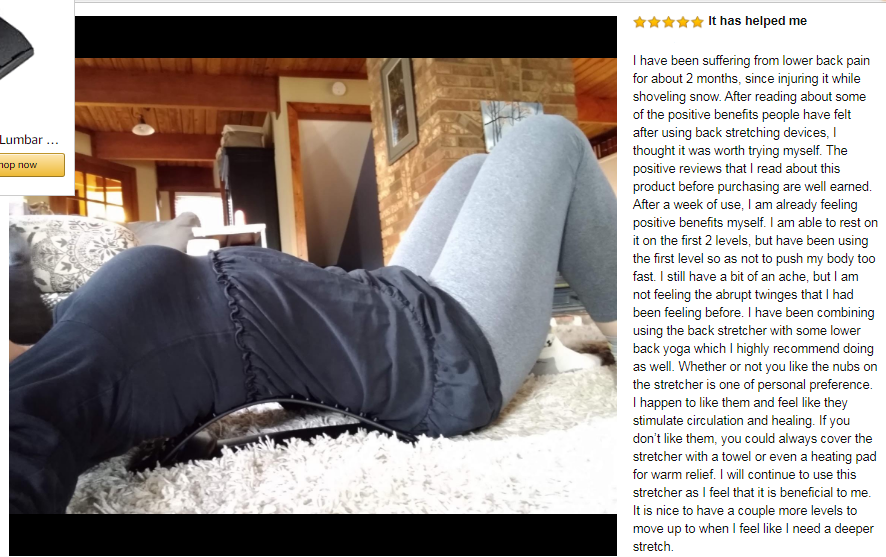 Lumbar ...
hop now
It has helped me
I have been suffering from lower back pain
for about 2 months, since injuring it while
shoveling snow. After reading about some
of the positive benefits people have felt
after using back stretching devices, I
thought it was worth trying myself. The
positive reviews that I read about this
product before purchasing are well earned.
After a week of use, I am already feeling
positive benefits myself. I am able to rest on
it on the first 2 levels, but have been using
the first level so as not to push my body too
fast. I still have a bit of an ache, but I am
not feeling the abrupt twinges that I had
been feeling before. I have been combining
using the back stretcher with some lower
back yoga which I highly recommend doing
as well. Whether or not you like the nubs on
the stretcher is one of personal preference.
I happen to like them and feel like they
stimulate circulation and healing. If you
don’t like them, you could always cover the
stretcher with a towel or even a heating pad
for warm relief. I will continue to use this
stretcher as I feel that it is beneficial to me.
It is nice to have a couple more levels to
move up to when I feel like I need a deeper
stretch.